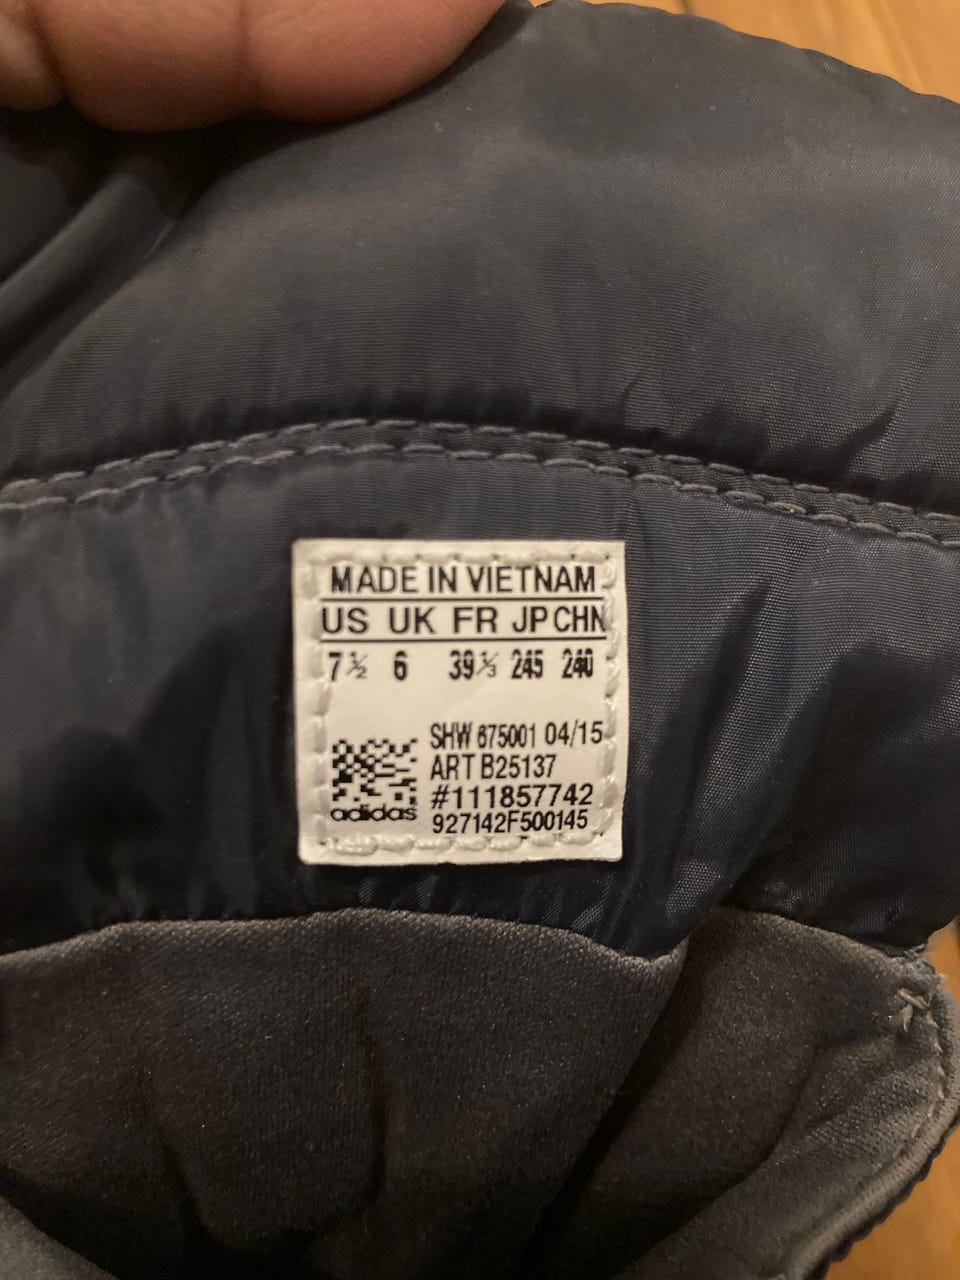 MADE IN VIETNAM
US UK FR JP CHN
7½ 6 39⅓ 245 240
SHW 675001 04/15
ART B25137
#111857742
927142F500145
adidas